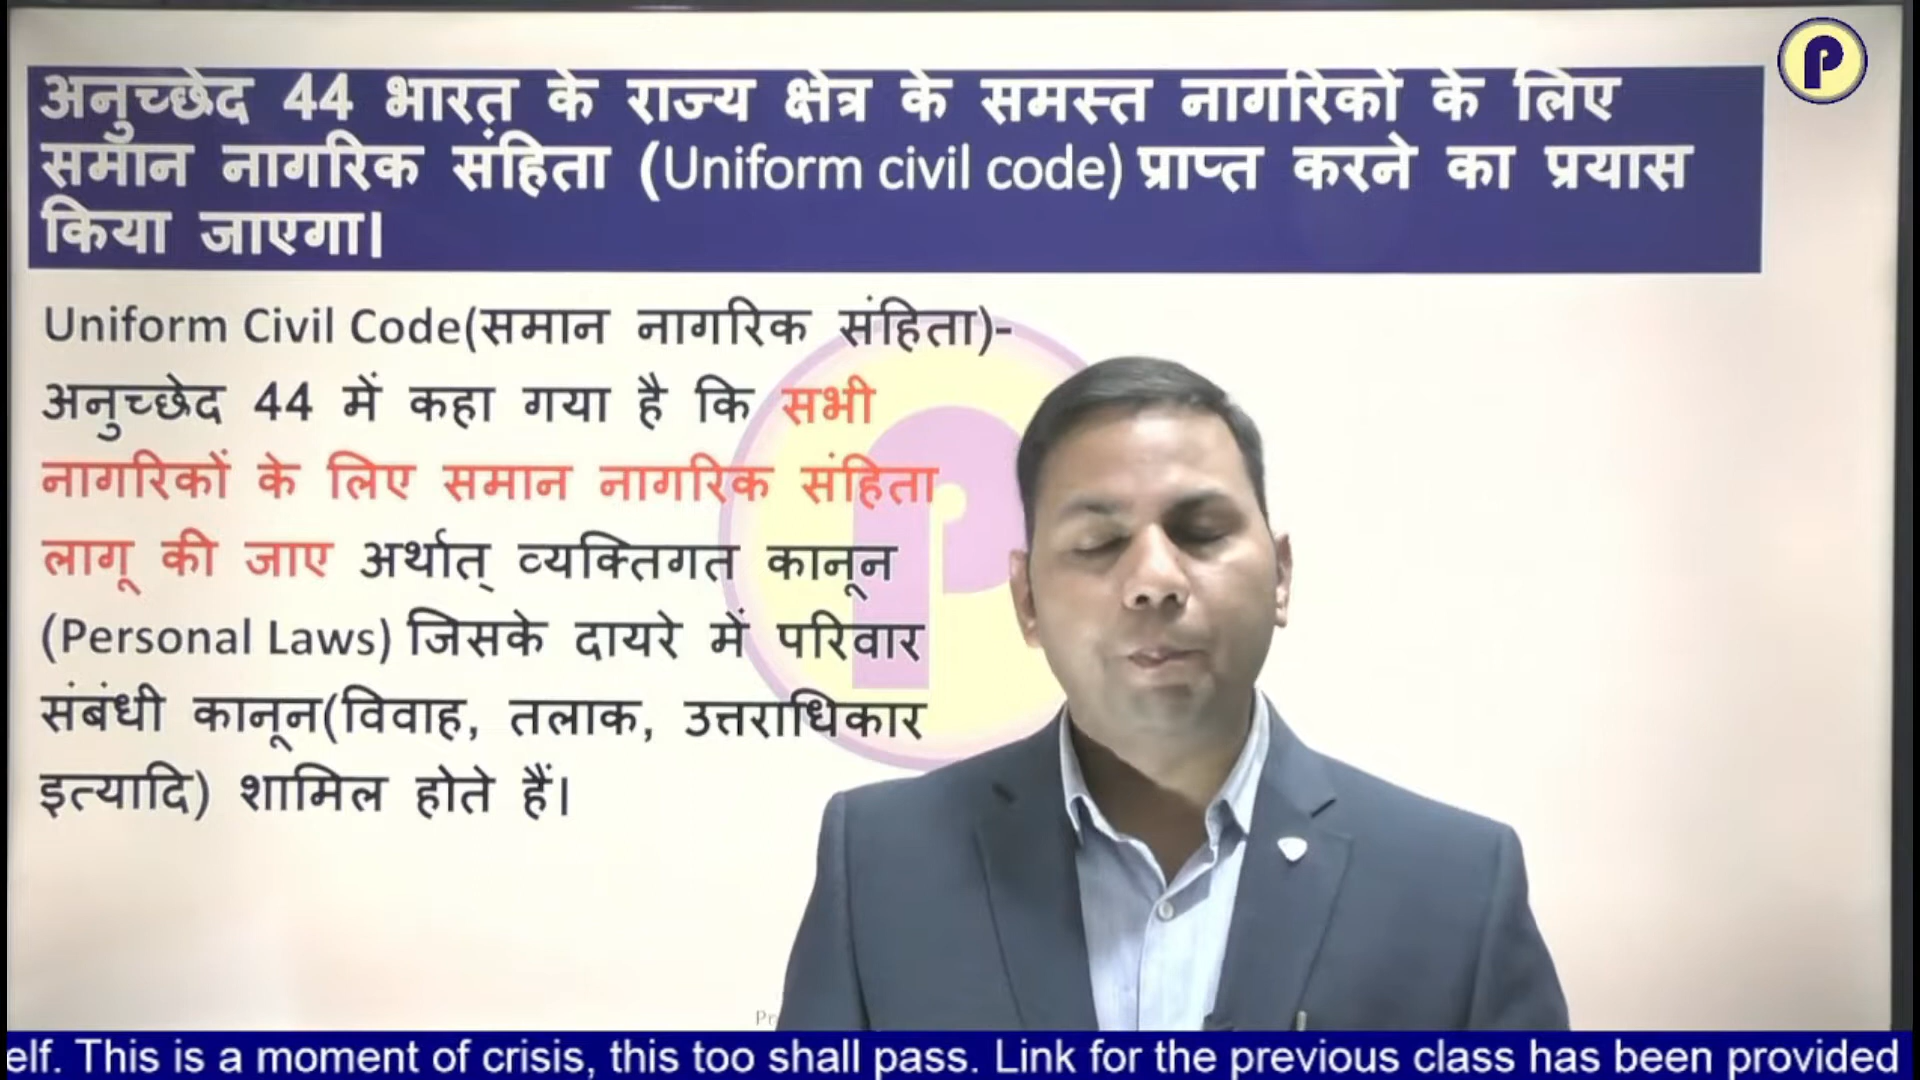 अनुच्छेद 44 भारत के राज्य क्षेत्र के समस्त नागरिकों के लिए
समान नागरिक संहिता (Uniform civil code) प्राप्त करने का प्रयास
किया जाएगा।
Uniform Civil Code(समान नागरिक संहिता)-
अनुच्छेद 44 में कहा गया है कि सभी
नागरिकों के लिए समान नागरिक संहिता
लागू की जाए अर्थात् व्यक्तिगत कानून
(Personal Laws) जिसके दायरे में परिवार
संबंधी कानून(विवाह, तलाक, उत्तराधिकार
इत्यादि) शामिल होते हैं।
elf. This is a moment of crisis, this too shall pass. Link for the previous class has been provided